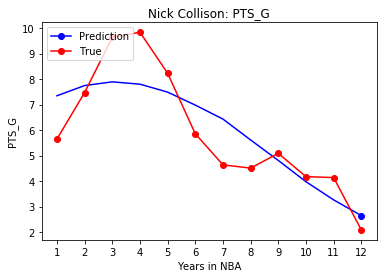 Nick Collison: PTS_G
Prediction
True
10
9
8
7
6
5
4
3
2
PTS_G
1 2 3 4 5 6 7 8 9 10 11 12
Years in NBA